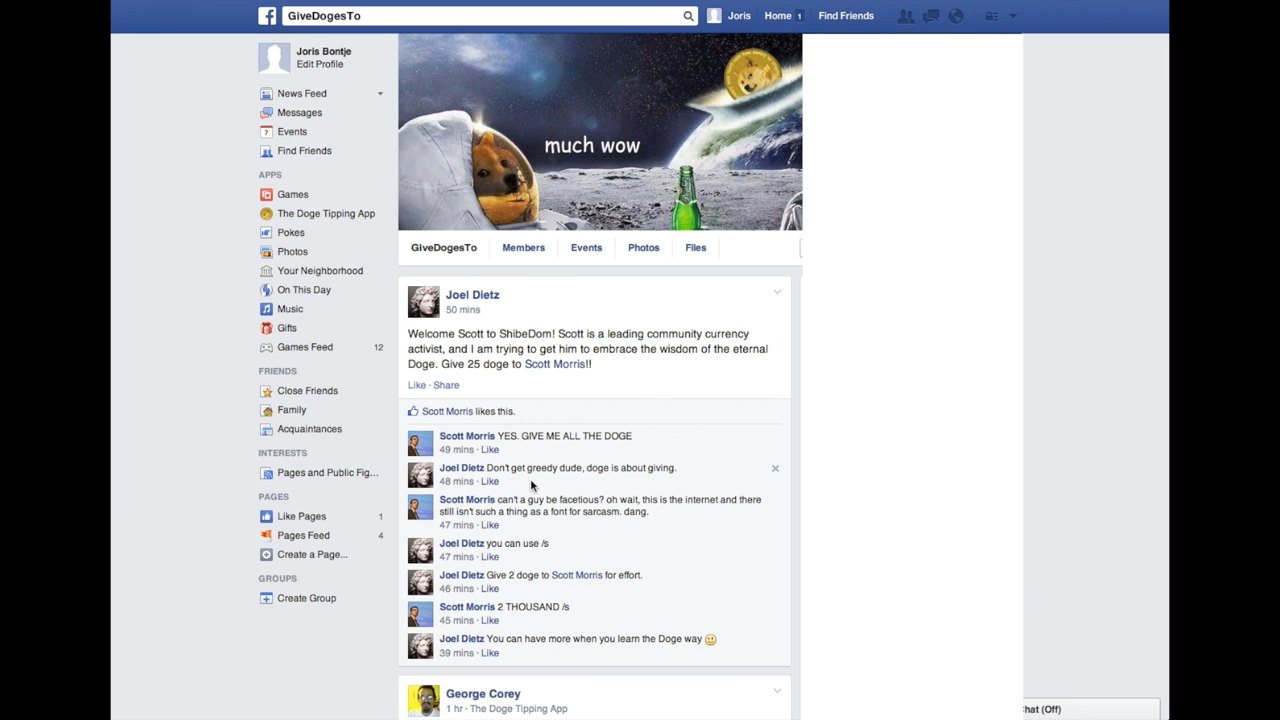 GiveDogesTo
Joris
Home 1
Find Friends
Joris Bontje
Edit Profile
News Feed
Messages
7 Events
Find Friends
APPS
Games
The Doge Tipping App
Pokes
Photos
Your Neighborhood
On This Day
Music
Gifts
Games Feed 12
FRIENDS
Close Friends
Family
Acquaintances
INTERESTS
Pages and Public Fig...
PAGES
Like Pages 1
Pages Feed 4
Create a Page...
GROUPS
Create Group
much wow
GiveDogesTo Members Events Photos Files
Joel Dietz
50 mins
Welcome Scott to ShibeDom! Scott is a leading community currency
activist, and I am trying to get him to embrace the wisdom of the eternal
Doge. Give 25 doge to Scott Morris!!
Like · Share
Scott Morris likes this.
Scott Morris YES. GIVE ME ALL THE DOGE
49 mins · Like
Joel Dietz Don't get greedy dude, doge is about giving.
48 mins · Like
Scott Morris can't a guy be facetious? oh wait, this is the internet and there
still isn't such a thing as a font for sarcasm. dang.
47 mins · Like
Joel Dietz you can use /s
47 mins · Like
Joel Dietz Give 2 doge to Scott Morris for effort.
46 mins · Like
Scott Morris 2 THOUSAND /s
45 mins · Like
Joel Dietz You can have more when you learn the Doge way
39 mins · Like
George Corey
1 hr · The Doge Tipping App
hat (Off)